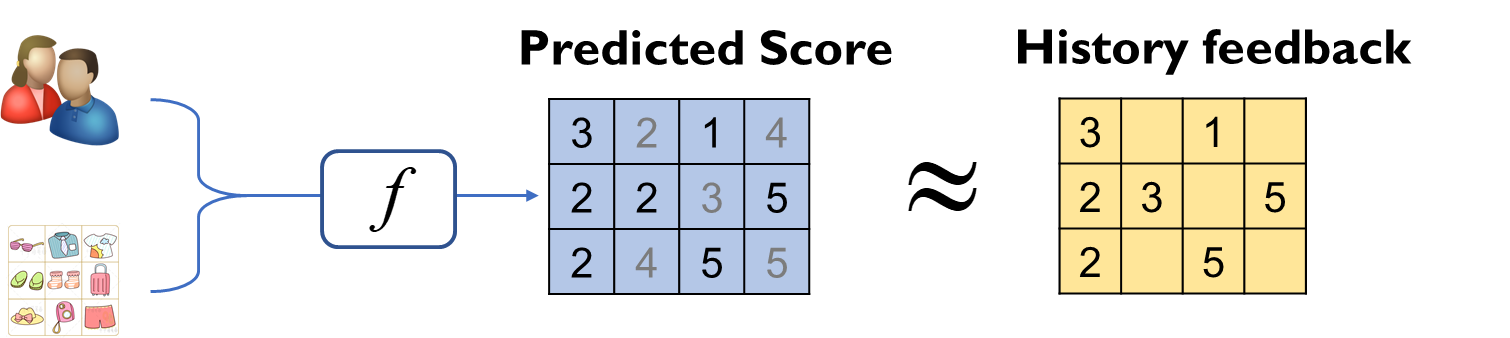 Predicted Score
History feedback
f
3 2 1 4
2 2 3 5
2 4 5 5
≈
3 1
2 3 5
2 5